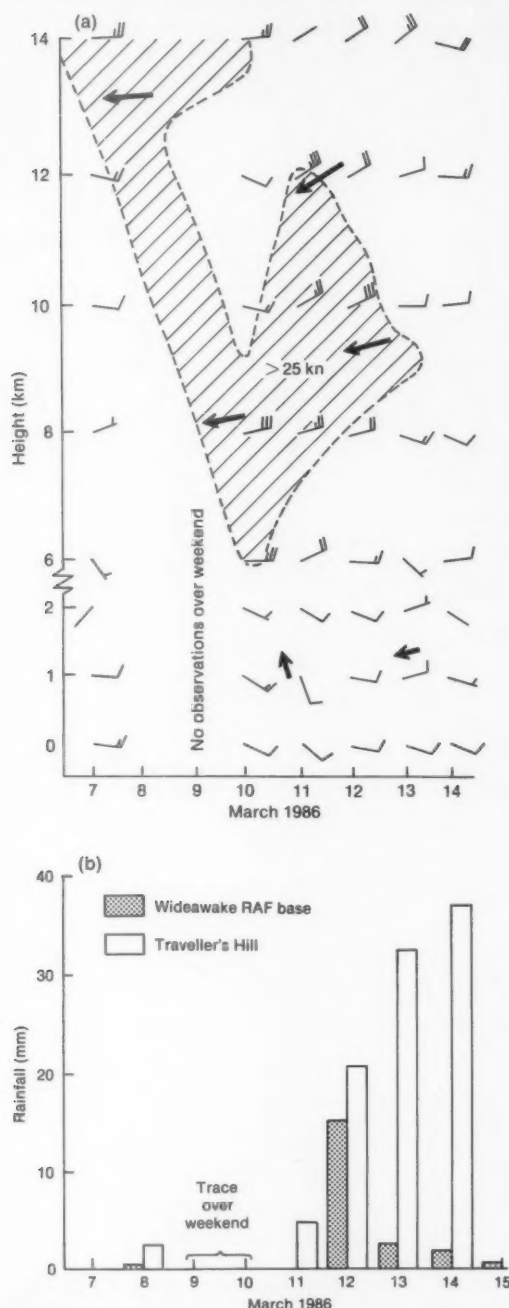 (a)
14
12
10
8
6
2
1
0
Height (km)
> 25 kn
No observations over weekend
7 8 9 10 11 12 13 14
March 1986
(b)
40
30
20
10
0
Rainfall (mm)
Wideawake RAF base
Traveller's Hill
Trace
over
weekend
7 8 9 10 11 12 13 14 15
March 1986